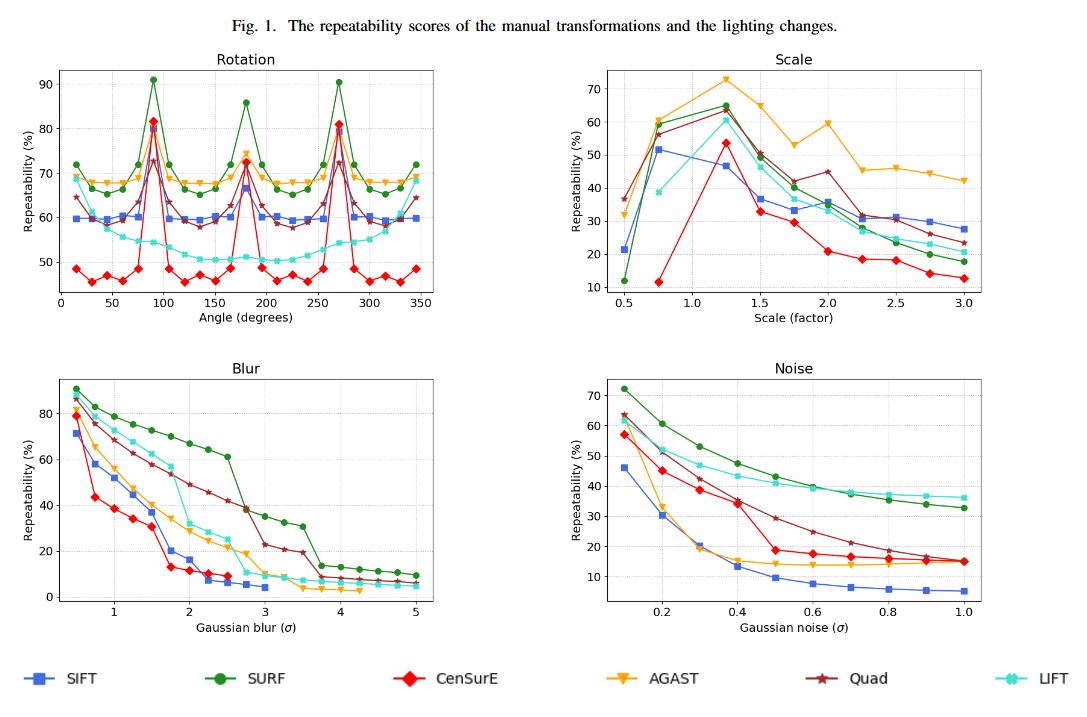 Fig. 1. The repeatability scores of the manual transformations and the lighting changes.
Rotation
Repeatability (%)
90
80
70
60
50
0 50 100 150 200 250 300 350
Angle (degrees)
Scale
Repeatability (%)
70
60
50
40
30
20
10
0.5 1.0 1.5 2.0 2.5 3.0
Scale (factor)
Blur
Repeatability (%)
80
60
40
20
0
1 2 3 4 5
Gaussian blur (σ)
Noise
Repeatability (%)
70
60
50
40
30
20
10
0.2 0.4 0.6 0.8 1.0
Gaussian noise (σ)
SIFT SURF CenSurE AGAST Quad LIFT